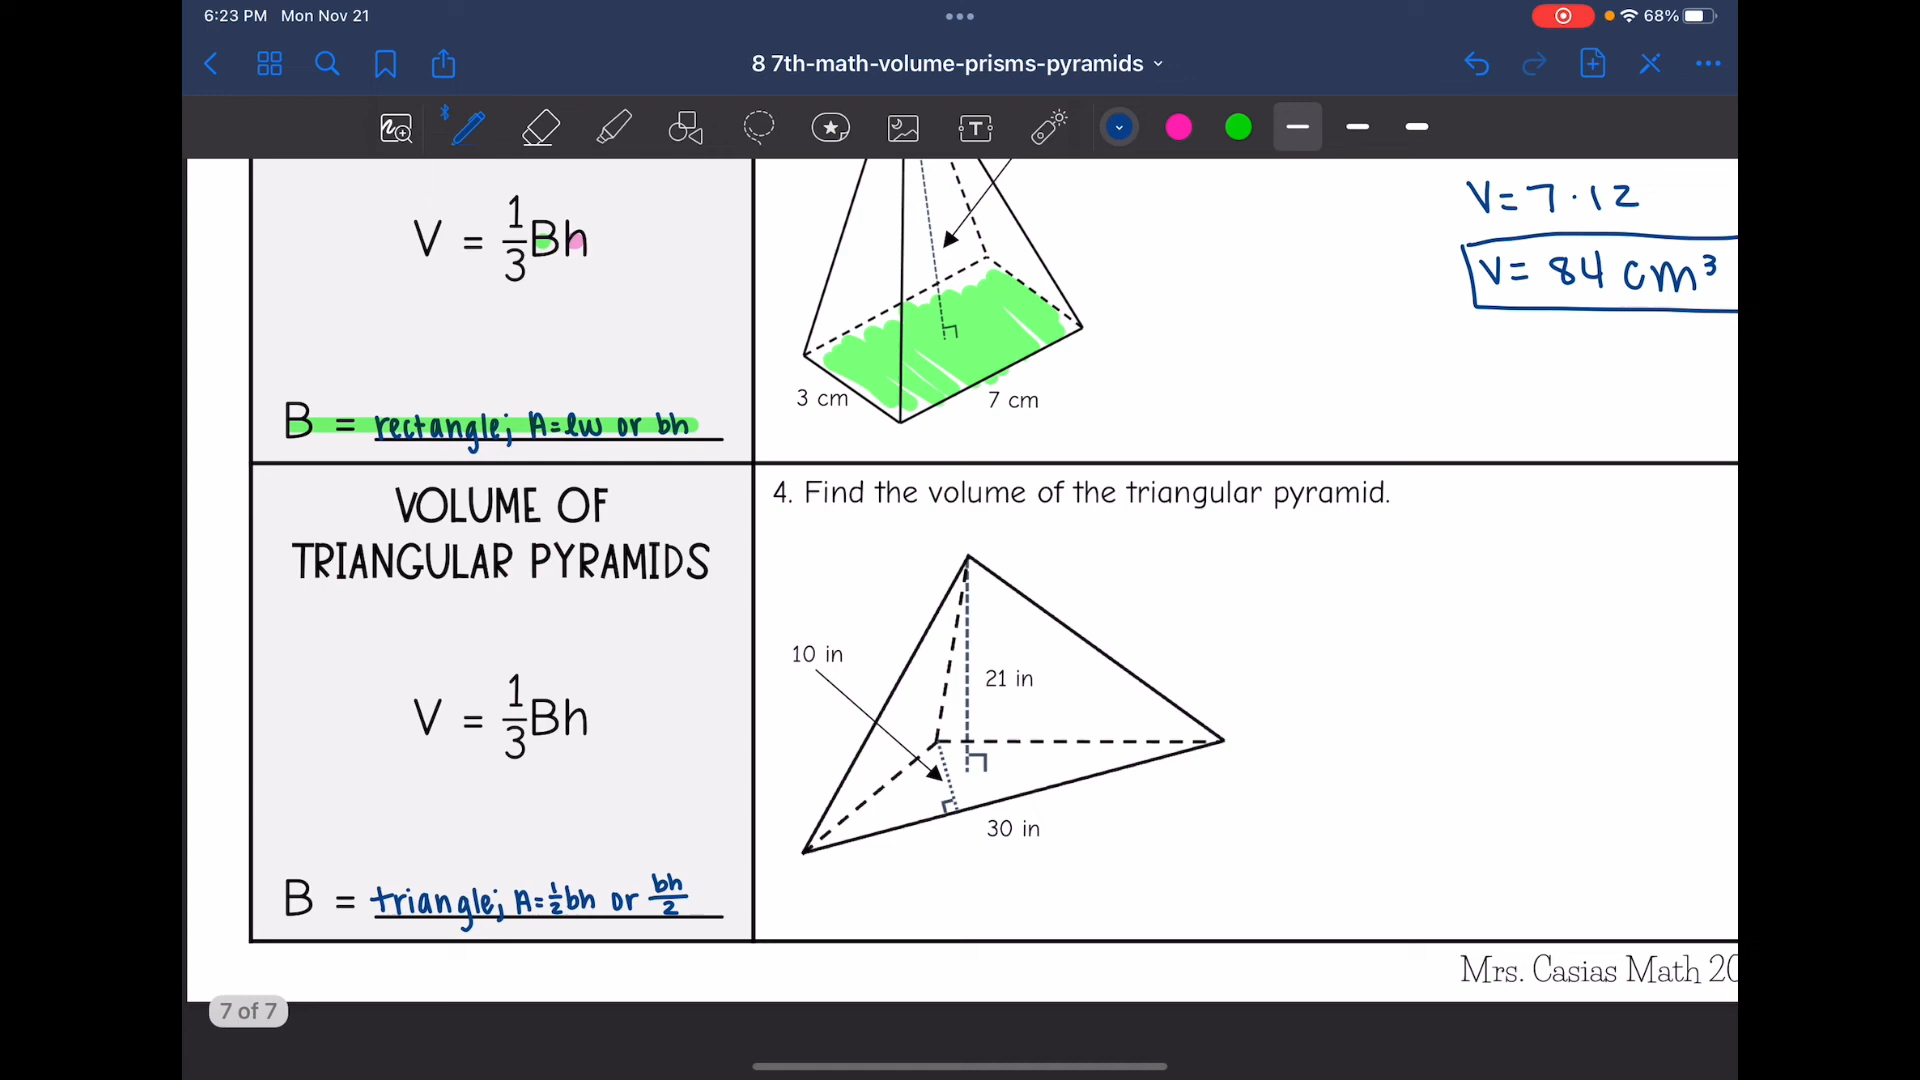 6:23 PM Mon Nov 21
68%
8 7th-math-volume-prisms-pyramids
V = 1/3 Bh
B = rectangle; A=lw or bh
3 cm
7 cm
V = 7 · 12
V = 84 cm³
VOLUME OF
TRIANGULAR PYRAMIDS
V = 1/3 Bh
B = triangle; A=½bh or bh/2
4. Find the volume of the triangular pyramid.
10 in
21 in
30 in
Mrs. Casias Math 20
7 of 7